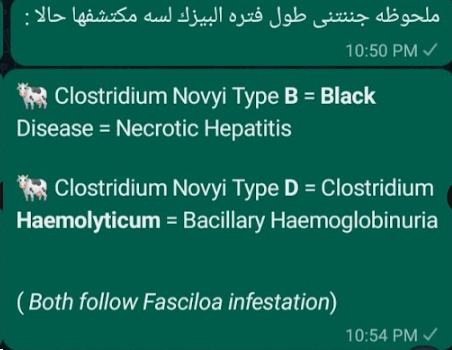 ملحوظه جننتنى طول فتره البيزك لسه مكتشفها حالا :
10:50 PM
🐄 Clostridium Novyi Type B = Black
Disease = Necrotic Hepatitis
🐄 Clostridium Novyi Type D = Clostridium
Haemolyticum = Bacillary Haemoglobinuria
( Both follow Fasciloa infestation)
10:54 PM